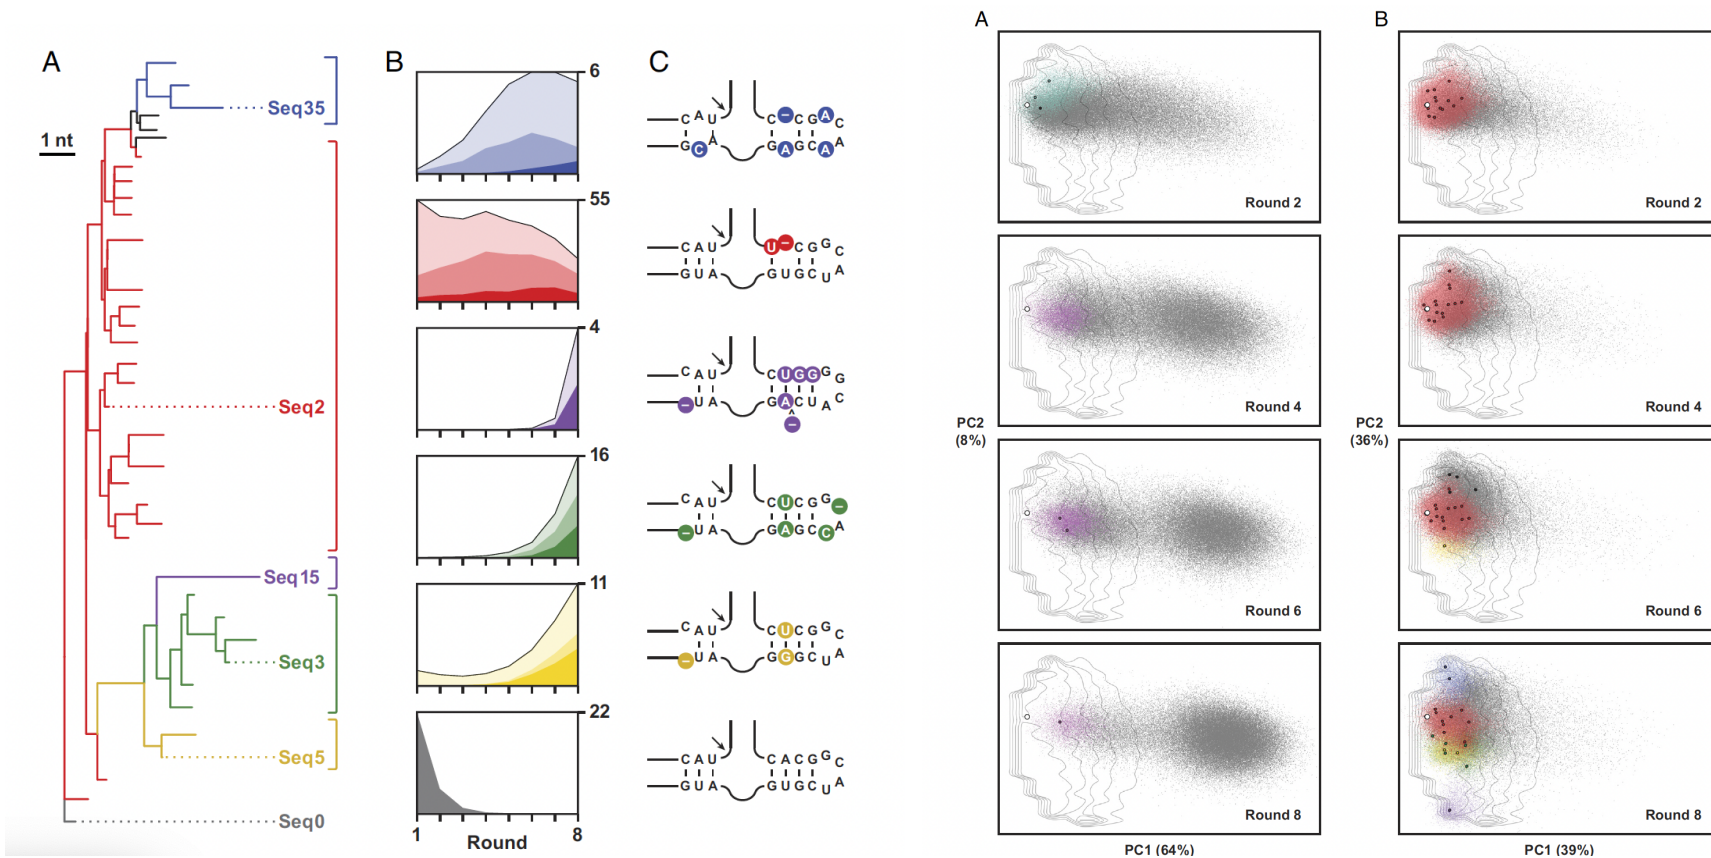 A
B
C
Seq35
1 nt
Seq2
Seq15
Seq3
Seq5
Seq0
6
55
4
16
11
22
1
8
Round
C A U C – C G A C
G C A G A G C A A
C A U U – C G G C
G U A G U G C U A
C A U C U G G G G
– U A G A C U A C
–
C A U C U C G G –
– U A G A G C C A
C A U C U C G G C
– U A G G G C U A
C A U C A C G G C
G U A G U G C U A
A
Round 2
Round 4
PC2
(8%)
Round 6
Round 8
PC1 (64%)
B
Round 2
Round 4
PC2
(36%)
Round 6
Round 8
PC1 (39%)